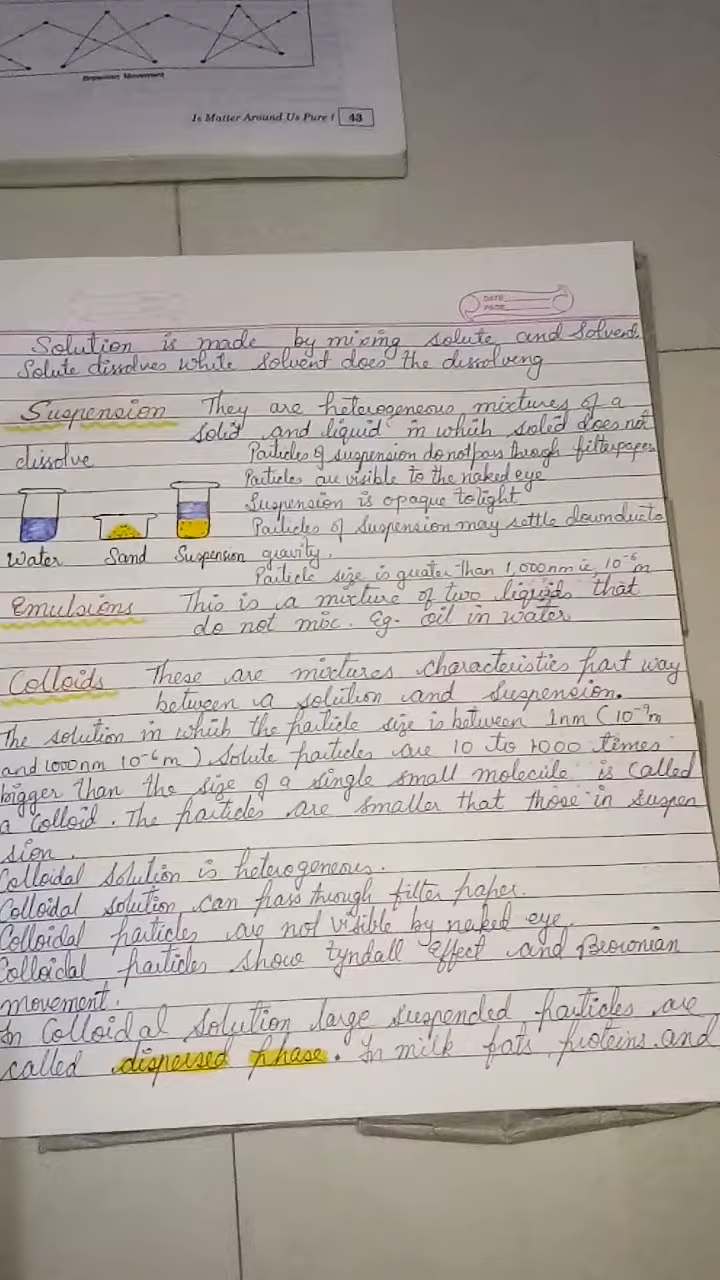 Brownian Movement
Is Matter Around Us Pure ! 43
DATE
PAGE
Solution is made by mixing solute and solvent.
Solute dissolves while solvent does the dissolving
Suspension They are heterogeneous mixtures of a
solid and liquid in which solid does not
dissolve
Particles of suspension do not pass through filter paper
Particles are visible to the naked eye
Suspension is opaque to light
Particles of suspension may settle down due to
Water Sand Suspension gravity.
Particle size is greater than 1,000nm i.e, 10⁻⁶m
Emulsions This is a mixture of two liquids that
do not mix. Eg- oil in water
Colloids These are mixtures characteristics part way
between a solution and suspension.
The solution in which the particle size is between 1nm (10⁻⁹m
and 1000nm 10⁻⁶m). Solute particles are 10 to 1000 times
bigger than the size of a single small molecule is called
a colloid. The particles are smaller that those in suspen
sion.
Colloidal solution is heterogeneous.
Colloidal solution can pass through filter paper.
Colloidal particles are not visible by naked eye.
Colloidal particles show tyndall effect and Brownian
movement.
In Colloidal solution large suspended particles are
called dispersed phase. In milk fats, proteins and